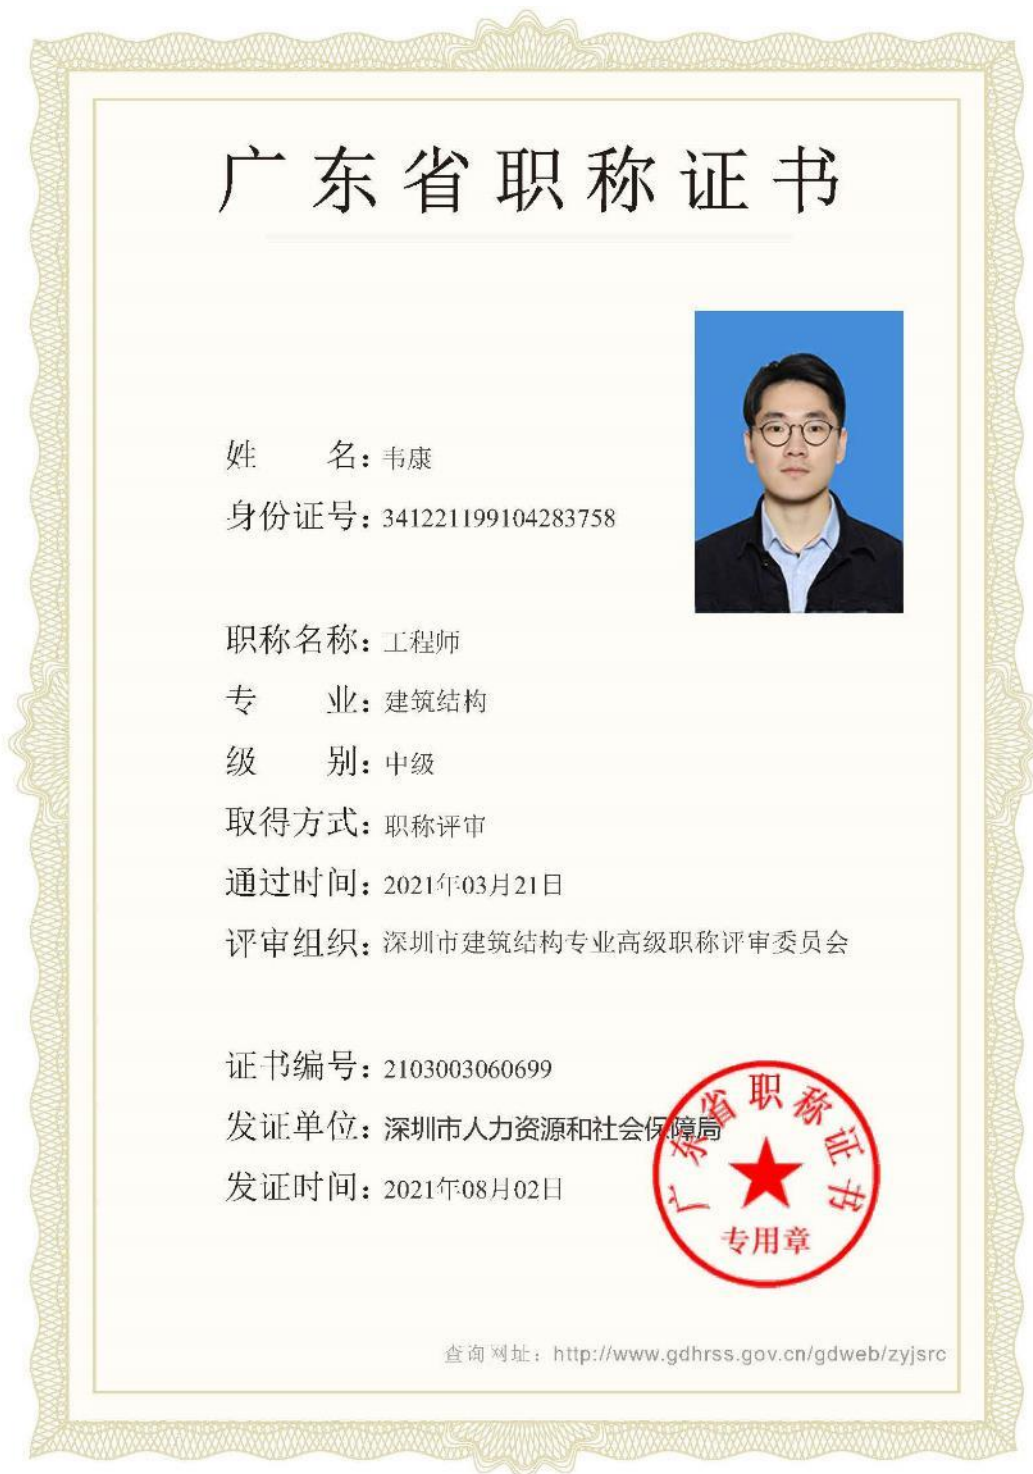 广东省职称证书
姓 名：韦康
身份证号：341221199104283758
职称名称：工程师
专 业：建筑结构
级 别：中级
取得方式：职称评审
通过时间：2021年03月21日
评审组织：深圳市建筑结构专业高级职称评审委员会
证书编号：2103003060699
发证单位：深圳市人力资源和社会保障局
发证时间：2021年08月02日
广东省职称证书
专用章
查询网址：http://www.gdhrss.gov.cn/gdweb/zyjsrc